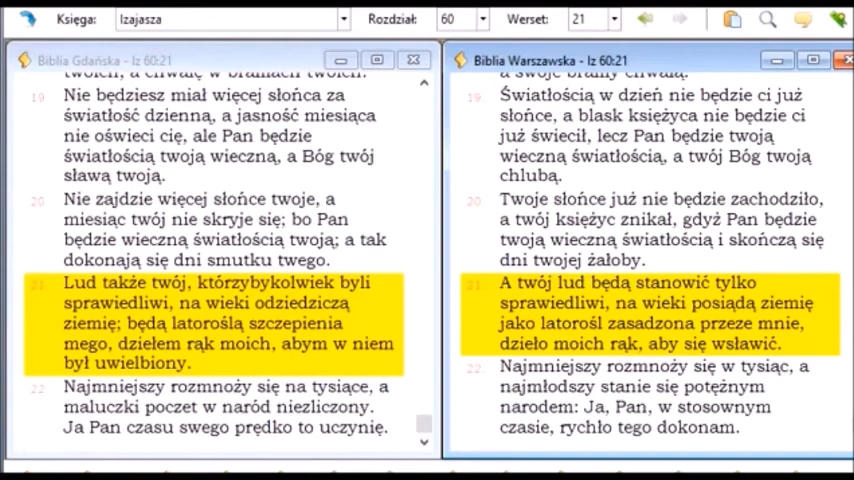 Księga: Izajasza Rozdział: 60 Werset: 21
Biblia Gdańska - Iz 60:21
twoich, a chwałę w bramach twoich.
19 Nie będziesz miał więcej słońca za
światłość dzienną, a jasność miesiąca
nie oświeci cię, ale Pan będzie
światłością twoją wieczną, a Bóg twój
sławą twoją.
20 Nie zajdzie więcej słońce twoje, a
miesiąc twój nie skryje się; bo Pan
będzie wieczną światłością twoją; a tak
dokonają się dni smutku twego.
21 Lud także twój, którzybykolwiek byli
sprawiedliwi, na wieki odziedziczą
ziemię; będą latoroślą szczepienia
mego, dziełem rąk moich, abym w niem
był uwielbiony.
22 Najmniejszy rozmnoży się na tysiące, a
maluczki poczet w naród niezliczony.
Ja Pan czasu swego prędko to uczynię.
Biblia Warszawska - Iz 60:21
a swoje bramy chwałą.
19 Światłością w dzień nie będzie ci już
słońce, a blask księżyca nie będzie ci
już świecił, lecz Pan będzie twoją
wieczną światłością, a twój Bóg twoją
chlubą.
20 Twoje słońce już nie będzie zachodziło,
a twój księżyc znikał, gdyż Pan będzie
twoją wieczną światłością i skończą się
dni twojej żałoby.
21 A twój lud będą stanowić tylko
sprawiedliwi, na wieki posiądą ziemię
jako latorośl zasadzona przeze mnie,
dzieło moich rąk, aby się wsławić.
22 Najmniejszy rozmnoży się w tysiąc, a
najmłodszy stanie się potężnym
narodem: Ja, Pan, w stosownym
czasie, rychło tego dokonam.